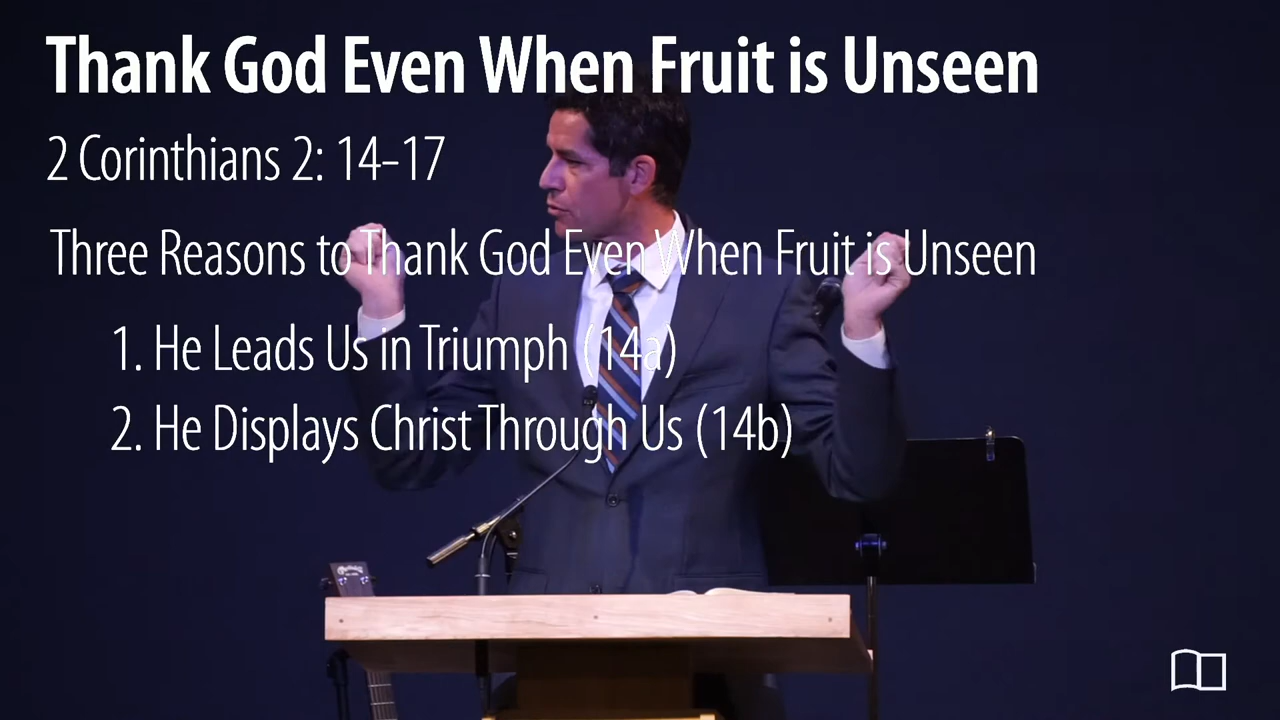 Thank God Even When Fruit is Unseen
2 Corinthians 2: 14-17
Three Reasons to Thank God Even When Fruit is Unseen
1. He Leads Us in Triumph (14a)
2. He Displays Christ Through Us (14b)